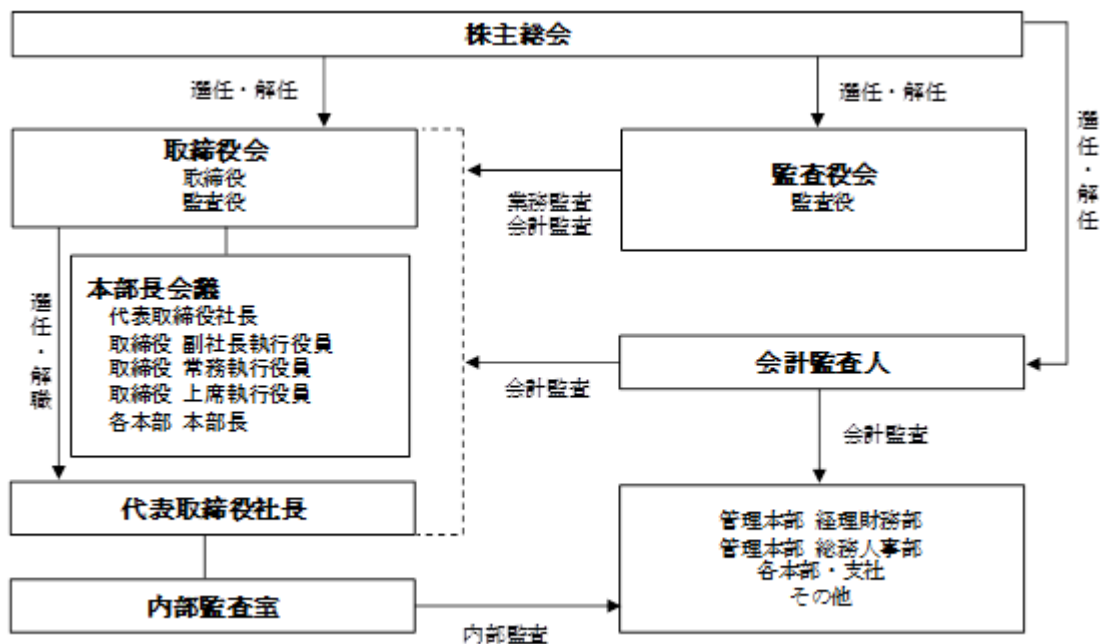 株主総会
選任・解任
選任・解任
選任・解任
取締役会
取締役
監査役
監査役会
監査役
業務監査
会計監査
選任・解職
本部長会議
代表取締役社長
取締役 副社長執行役員
取締役 常務執行役員
取締役 上席執行役員
各本部 本部長
会計監査人
会計監査
会計監査
代表取締役社長
管理本部 経理財務部
管理本部 総務人事部
各本部・支社
その他
内部監査室
内部監査